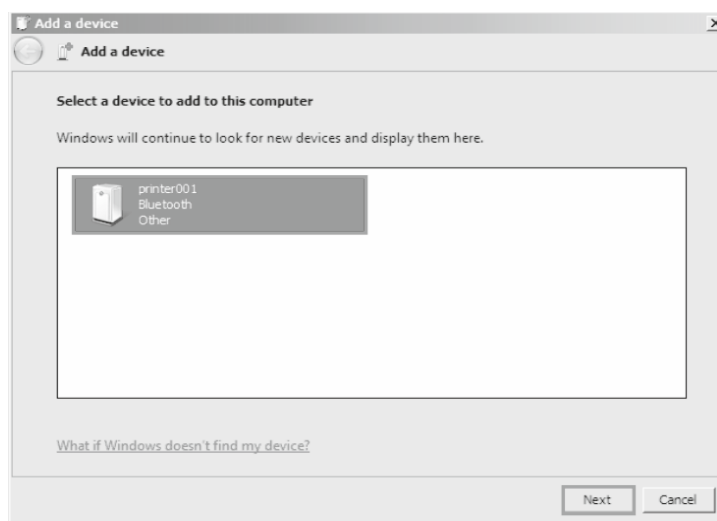 Add a device
Add a device
Select a device to add to this computer
Windows will continue to look for new devices and display them here.
printer001
Bluetooth
Other
What if Windows doesn't find my device?
Next Cancel